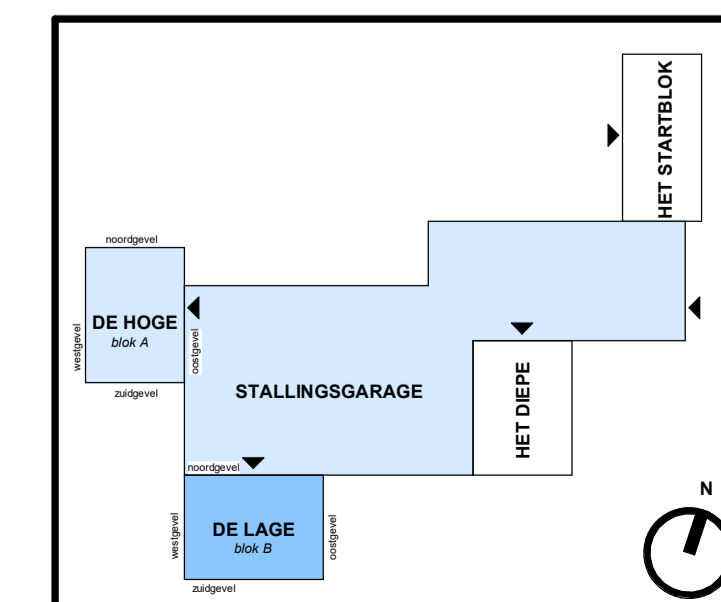 HET STARTBLOK
noordgevel
westgevel
DE HOGE
blok A
oostgevel
zuidgevel
STALLINGSGARAGE
HET DIEPE
noordgevel
westgevel
DE LAGE
blok B
oostgevel
zuidgevel
N